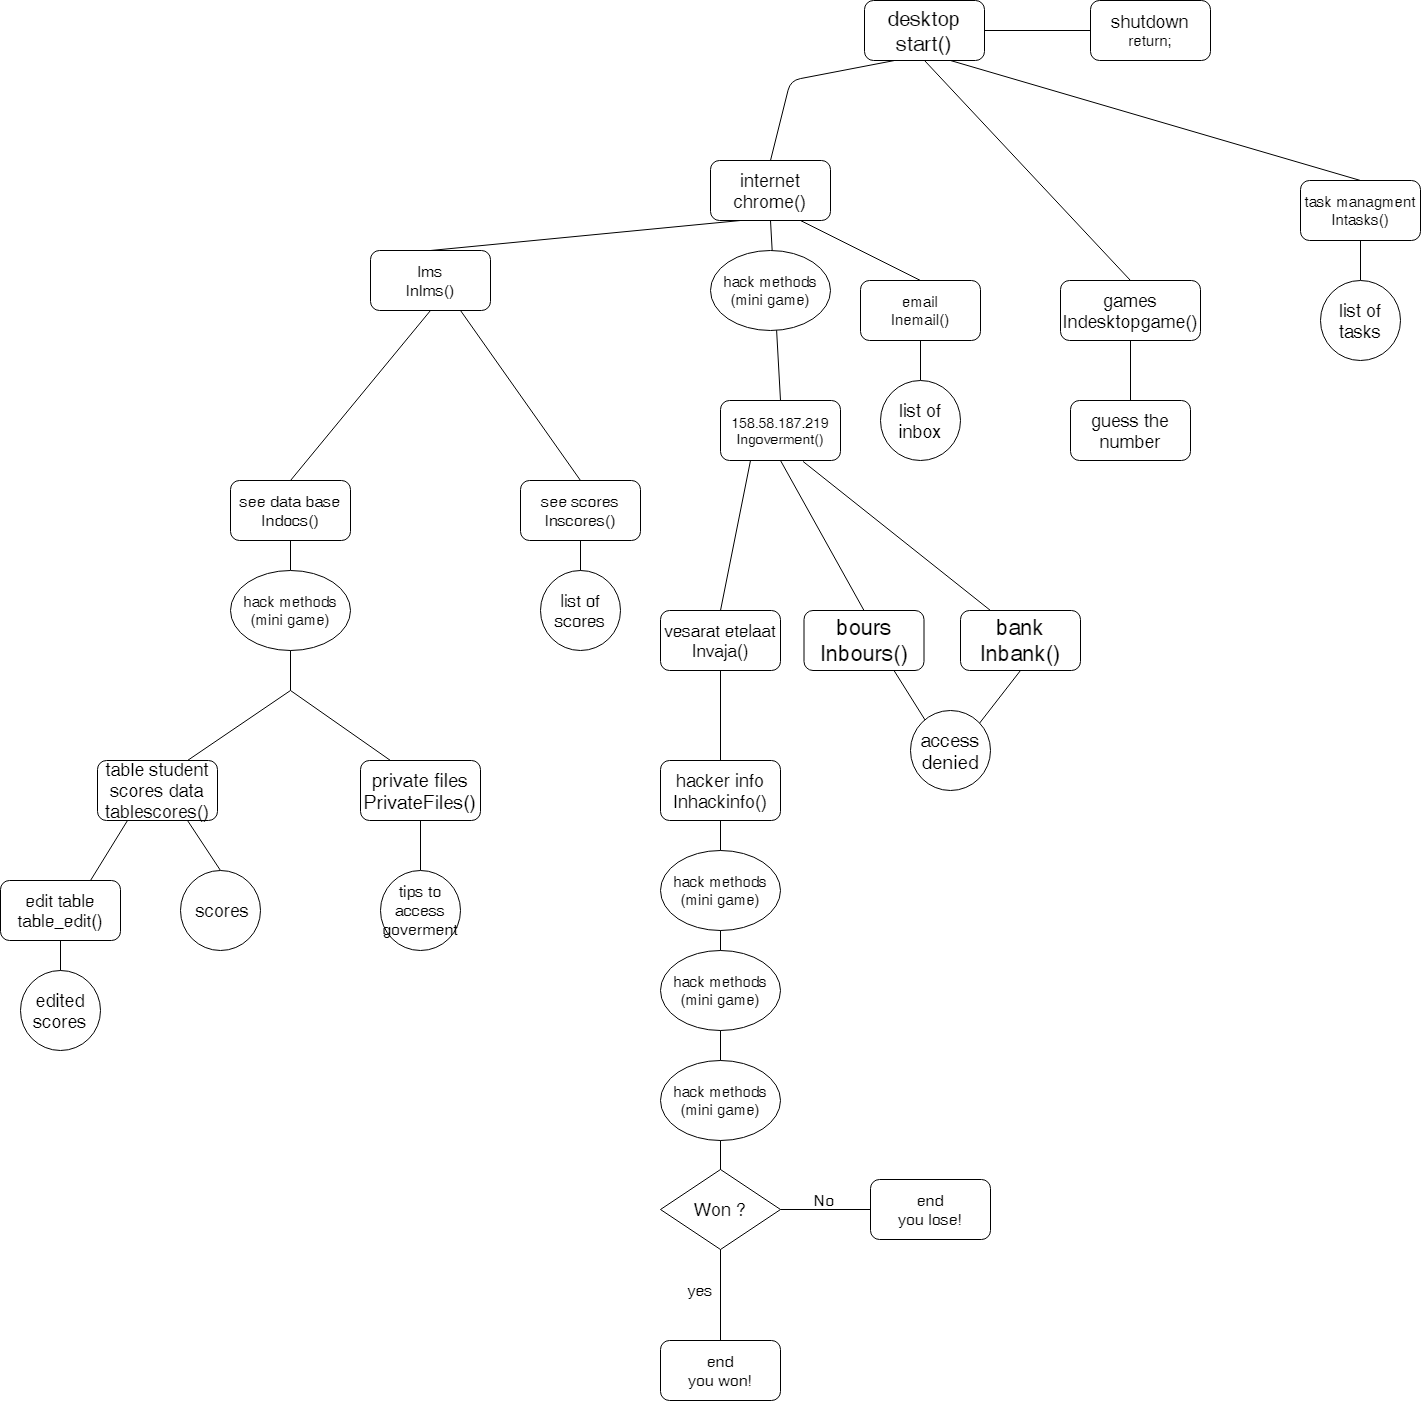 desktop
start()
shutdown
return;
internet
chrome()
task managment
Intasks()
lms
Inlms()
hack methods
(mini game)
email
Inemail()
games
Indesktopgame()
list of
tasks
158.58.187.219
Ingoverment()
list of
inbox
guess the
number
see data base
Indocs()
see scores
Inscores()
hack methods
(mini game)
list of
scores
vesarat etelaat
Invaja()
bours
Inbours()
bank
Inbank()
access
denied
table student
scores data
tablescores()
private files
PrivateFiles()
hacker info
Inhackinfo()
edit table
table_edit()
scores
tips to
access
goverment
hack methods
(mini game)
edited
scores
hack methods
(mini game)
hack methods
(mini game)
Won ?
No
end
you lose!
yes
end
you won!